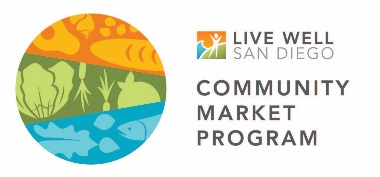 LIVE WELL
SAN DIEGO
COMMUNITY
MARKET
PROGRAM